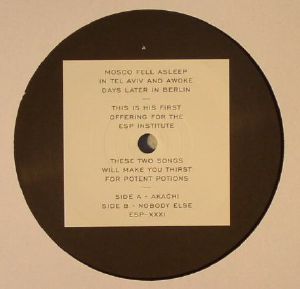 A
MOSCO FELL ASLEEP
IN TEL AVIV AND AWOKE
DAYS LATER IN BERLIN
—
THIS IS HIS FIRST
OFFERING FOR THE
ESP INSTITUTE
—
THESE TWO SONGS
WILL MAKE YOU THIRST
FOR POTENT POTIONS
—
SIDE A - AKACHI
SIDE B - NOBODY ELSE
ESP-XXXI